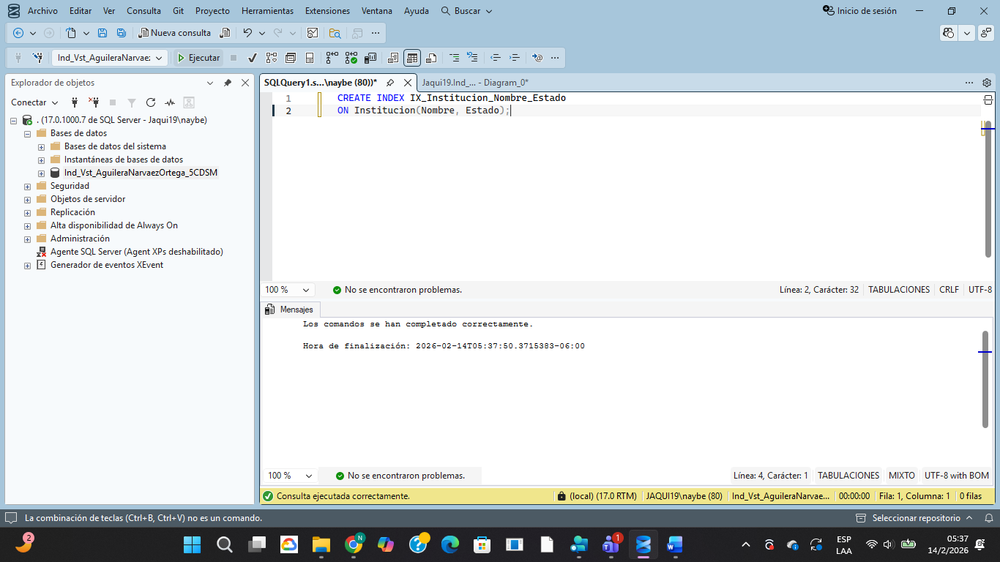 Archivo Editar Ver Consulta Git Proyecto Herramientas Extensiones Ventana Ayuda Buscar Inicio de sesión
Nueva consulta
Ind_Vst_AguileraNarvaez Ejecutar
Explorador de objetos
Conectar
. (17.0.1000.7 de SQL Server - Jaqui19\naybe)
Bases de datos
Bases de datos del sistema
Instantáneas de bases de datos
Ind_Vst_AguileraNarvaezOrtega_5CDSM
Seguridad
Objetos de servidor
Replicación
Alta disponibilidad de Always On
Administración
Agente SQL Server (Agent XPs deshabilitado)
Generador de eventos XEvent
SQLQuery1.s...\naybe (80))* Jaqui19.Ind_... - Diagram_0*
1 CREATE INDEX IX_Institucion_Nombre_Estado
2 ON Institucion(Nombre, Estado);
100 % No se encontraron problemas. Línea: 2, Carácter: 32 TABULACIONES CRLF UTF-8
Mensajes
Los comandos se han completado correctamente.
Hora de finalización: 2026-02-14T05:37:50.3715383-06:00
100 % No se encontraron problemas. Línea: 4, Carácter: 1 TABULACIONES MIXTO UTF-8 with BOM
Consulta ejecutada correctamente. (local) (17.0 RTM) JAQUI19\naybe (80) Ind_Vst_AguileraNarvae... 00:00:00 Fila: 1, Columna: 1 0 filas
La combinación de teclas (Ctrl+B, Ctrl+V) no es un comando. Seleccionar repositorio
2 N 1 ESP LAA 05:37 14/2/2026